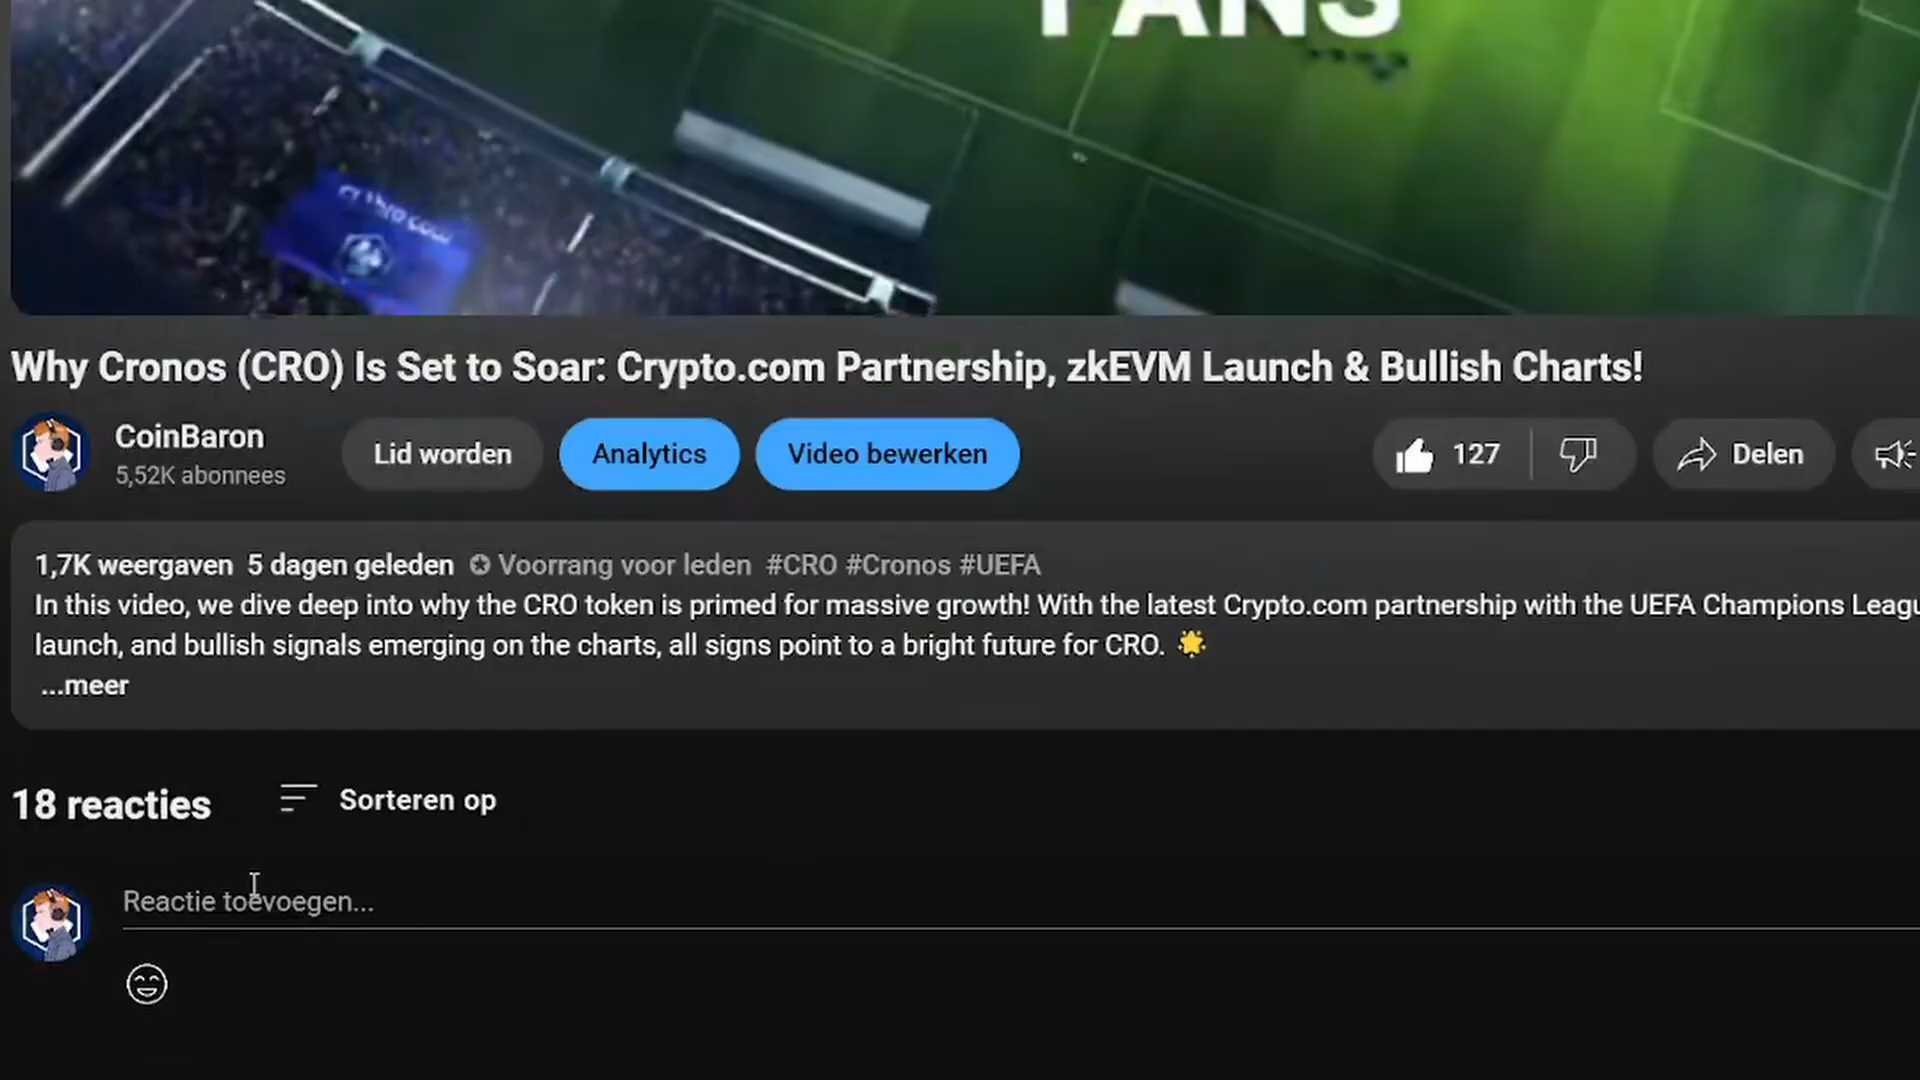 FANS
Why Cronos (CRO) Is Set to Soar: Crypto.com Partnership, zkEVM Launch & Bullish Charts!
CoinBaron
5,52K abonnees
Lid worden
Analytics
Video bewerken
127
Delen
1,7K weergaven 5 dagen geleden Voorrang voor leden #CRO #Cronos #UEFA
In this video, we dive deep into why the CRO token is primed for massive growth! With the latest Crypto.com partnership with the UEFA Champions Leagu
launch, and bullish signals emerging on the charts, all signs point to a bright future for CRO. 🌟
...meer
18 reacties
Sorteren op
Reactie toevoegen...